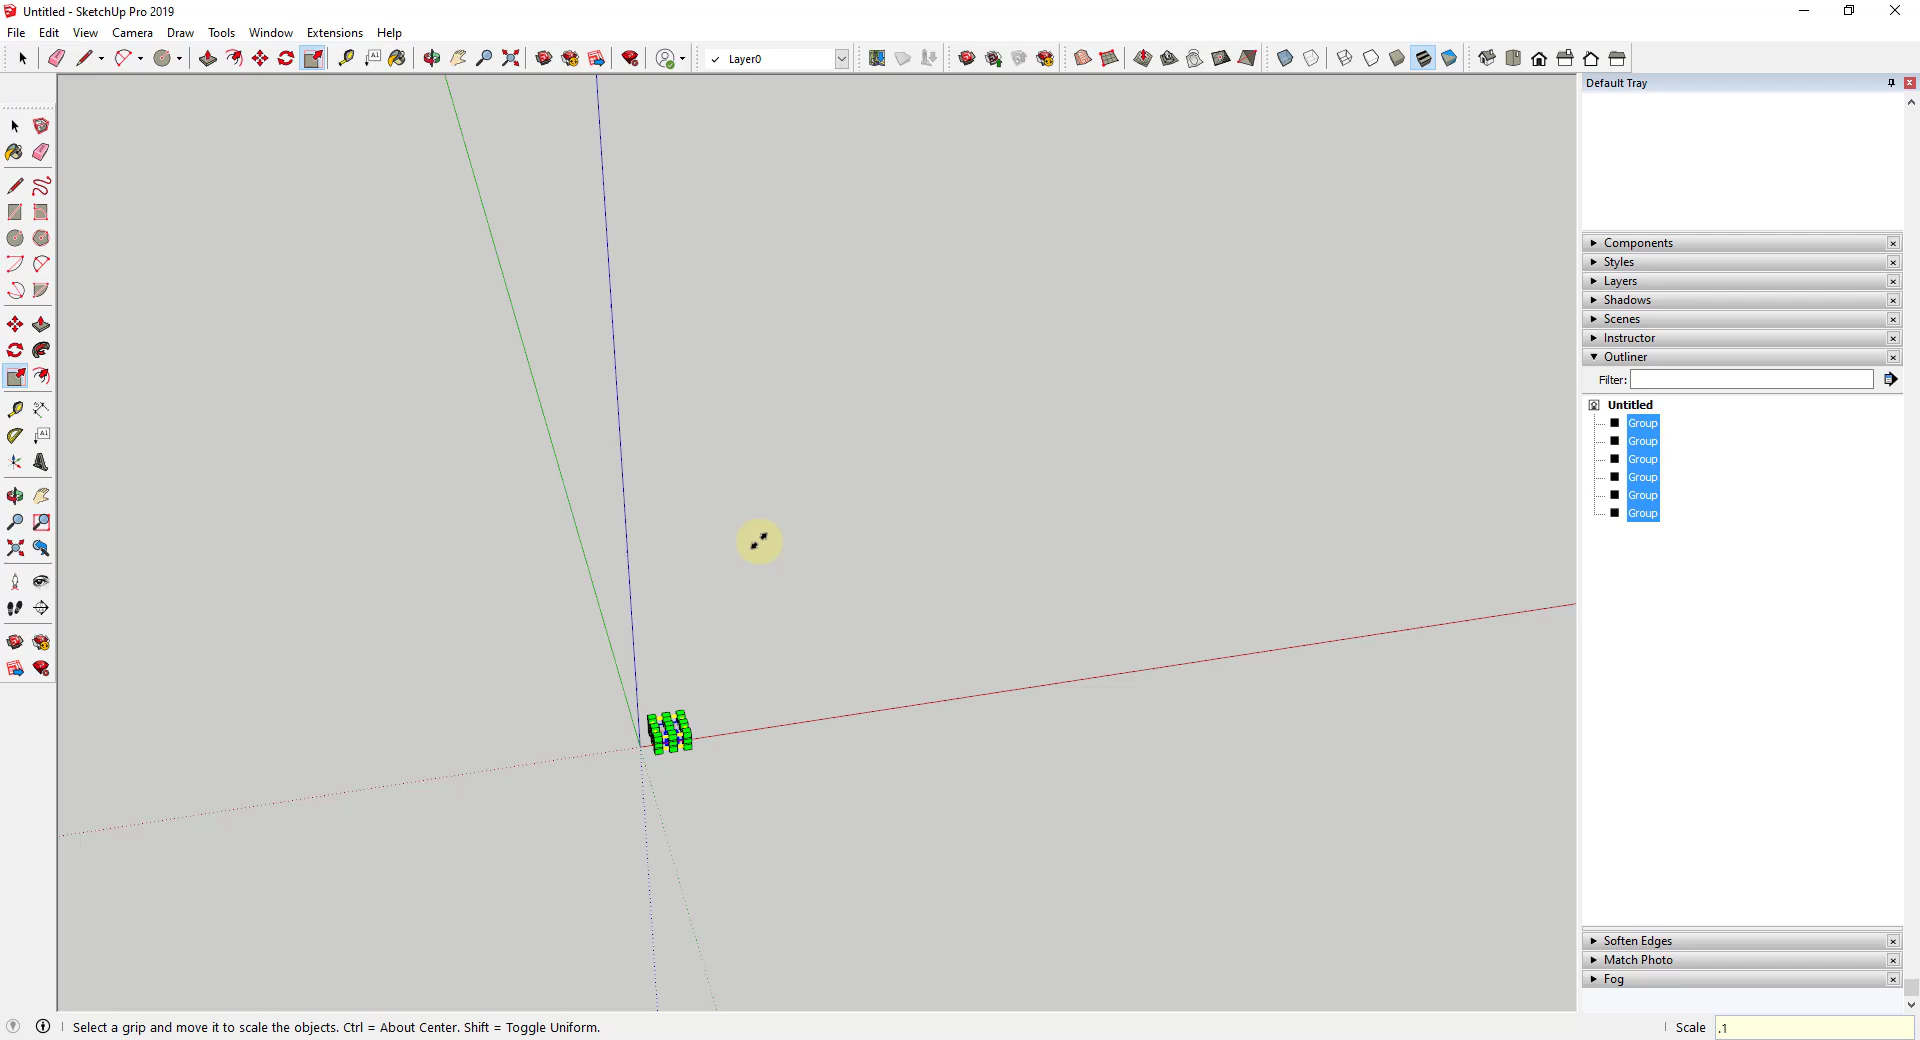 Untitled - SketchUp Pro 2019
File Edit View Camera Draw Tools Window Extensions Help
A1
Layer0
Default Tray
Components
Styles
Layers
Shadows
Scenes
Instructor
Outliner
Filter:
Untitled
Group
Group
Group
Group
Group
Group
A1
Soften Edges
Match Photo
Fog
Select a grip and move it to scale the objects. Ctrl = About Center. Shift = Toggle Uniform.
Scale .1